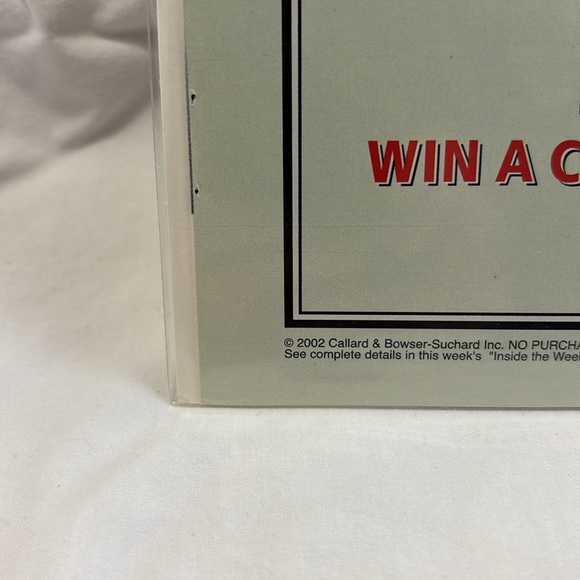 WIN A C
© 2002 Callard & Bowser-Suchard Inc. NO PURCHA
See complete details in this week's "Inside the Wee